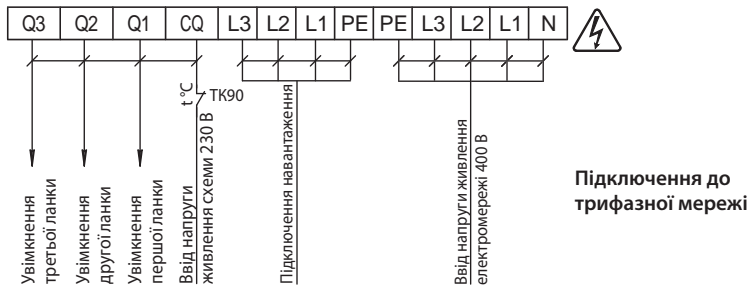 Q3 Q2 Q1 CQ L3 L2 L1 PE PE L3 L2 L1 N
t °C
TK90
Увімкнення
третьої ланки
Увімкнення
другої ланки
Увімкнення
першої ланки
Ввід напруги
живлення схеми 230 В
Підключення навантаження
Ввід напруги живлення
електромережі 400 В
Підключення до
трифазної мережі